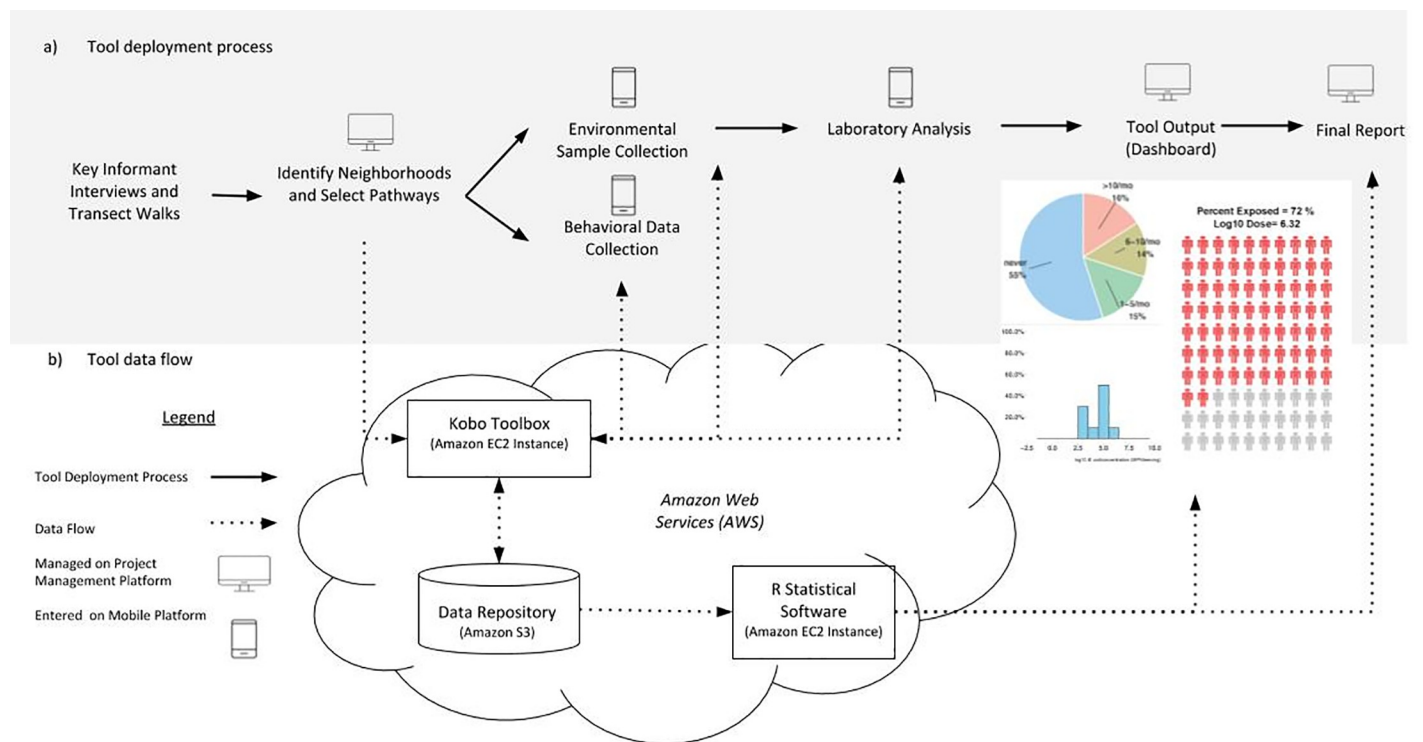 a) Tool deployment process
Key Informant
Interviews and
Transect Walks
Identify Neighborhoods
and Select Pathways
Environmental
Sample Collection
Behavioral Data
Collection
Laboratory Analysis
Tool Output
(Dashboard)
Final Report
>10/mo
16%
6-10/mo
14%
1-5/mo
15%
never
55%
Percent Exposed = 72 %
Log10 Dose= 6.32
100.0%
80.0%
60.0%
40.0%
20.0%
-2.5 0.0 2.5 5.0 7.5 10.0
b) Tool data flow
Legend
Tool Deployment Process
Data Flow
Managed on Project
Management Platform
Entered on Mobile Platform
Kobo Toolbox
(Amazon EC2 Instance)
Amazon Web
Services (AWS)
Data Repository
(Amazon S3)
R Statistical
Software
(Amazon EC2 Instance)